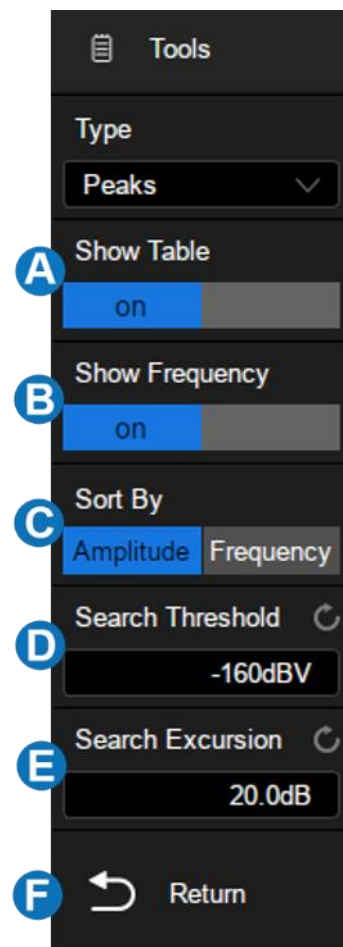 Tools
Type
Peaks
Show Table
A
on
Show Frequency
B
on
Sort By
C
Amplitude Frequency
Search Threshold
D
-160dBV
Search Excursion
E
20.0dB
F Return